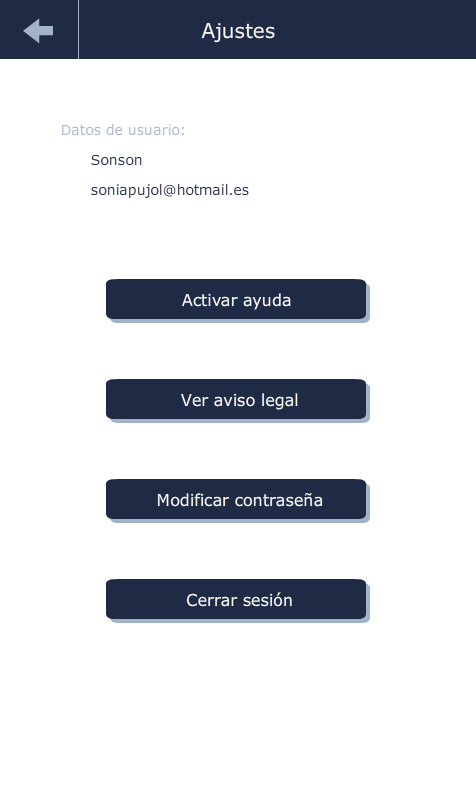 Ajustes
Datos de usuario:
Sonson
soniapujol@hotmail.es
Activar ayuda
Ver aviso legal
Modificar contraseña
Cerrar sesión